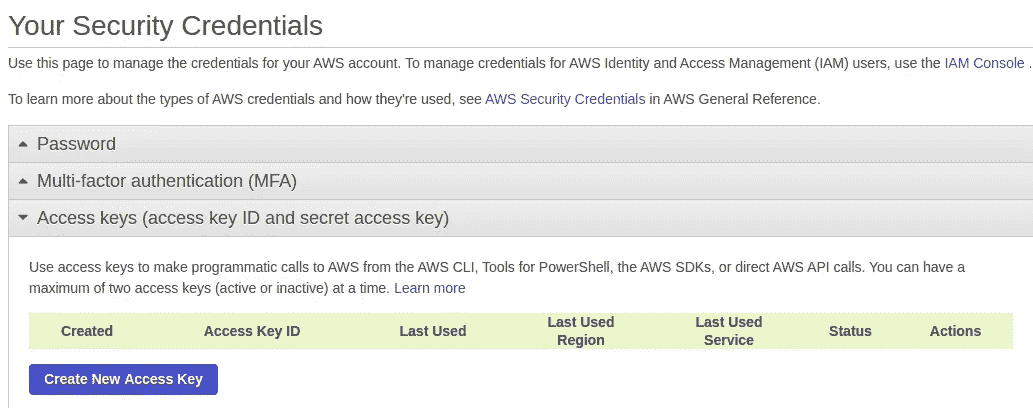 Your Security Credentials
Use this page to manage the credentials for your AWS account. To manage credentials for AWS Identity and Access Management (IAM) users, use the IAM Console .
To learn more about the types of AWS credentials and how they're used, see AWS Security Credentials in AWS General Reference.
Password
Multi-factor authentication (MFA)
Access keys (access key ID and secret access key)
Use access keys to make programmatic calls to AWS from the AWS CLI, Tools for PowerShell, the AWS SDKs, or direct AWS API calls. You can have a
maximum of two access keys (active or inactive) at a time. Learn more
Created Access Key ID Last Used Last Used Region Last Used Service Status Actions
Create New Access Key